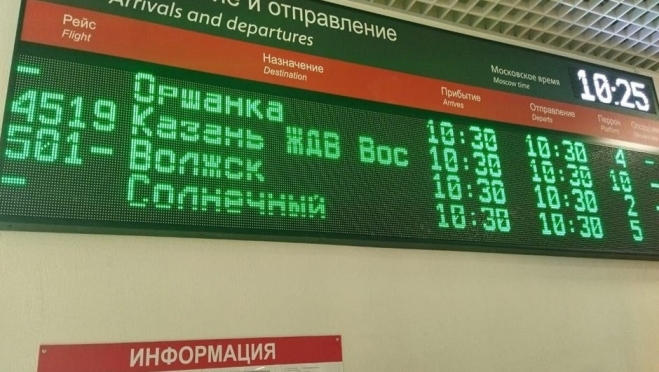 ие и отправление
Arrivals and departures
Рейс Назначение Прибытие Московское время Отправление Перрон
Flight Destination Arrives Moscow time Departs Platform
10:25
– Оршанка 10:30 10:30 4 –
4519 Казань ЖДВ Вос 10:30 10:30 10 –
501- Волжск 10:30 10:30 2 –
– Солнечный 10:30 10:30 5
ИНФОРМАЦИЯ